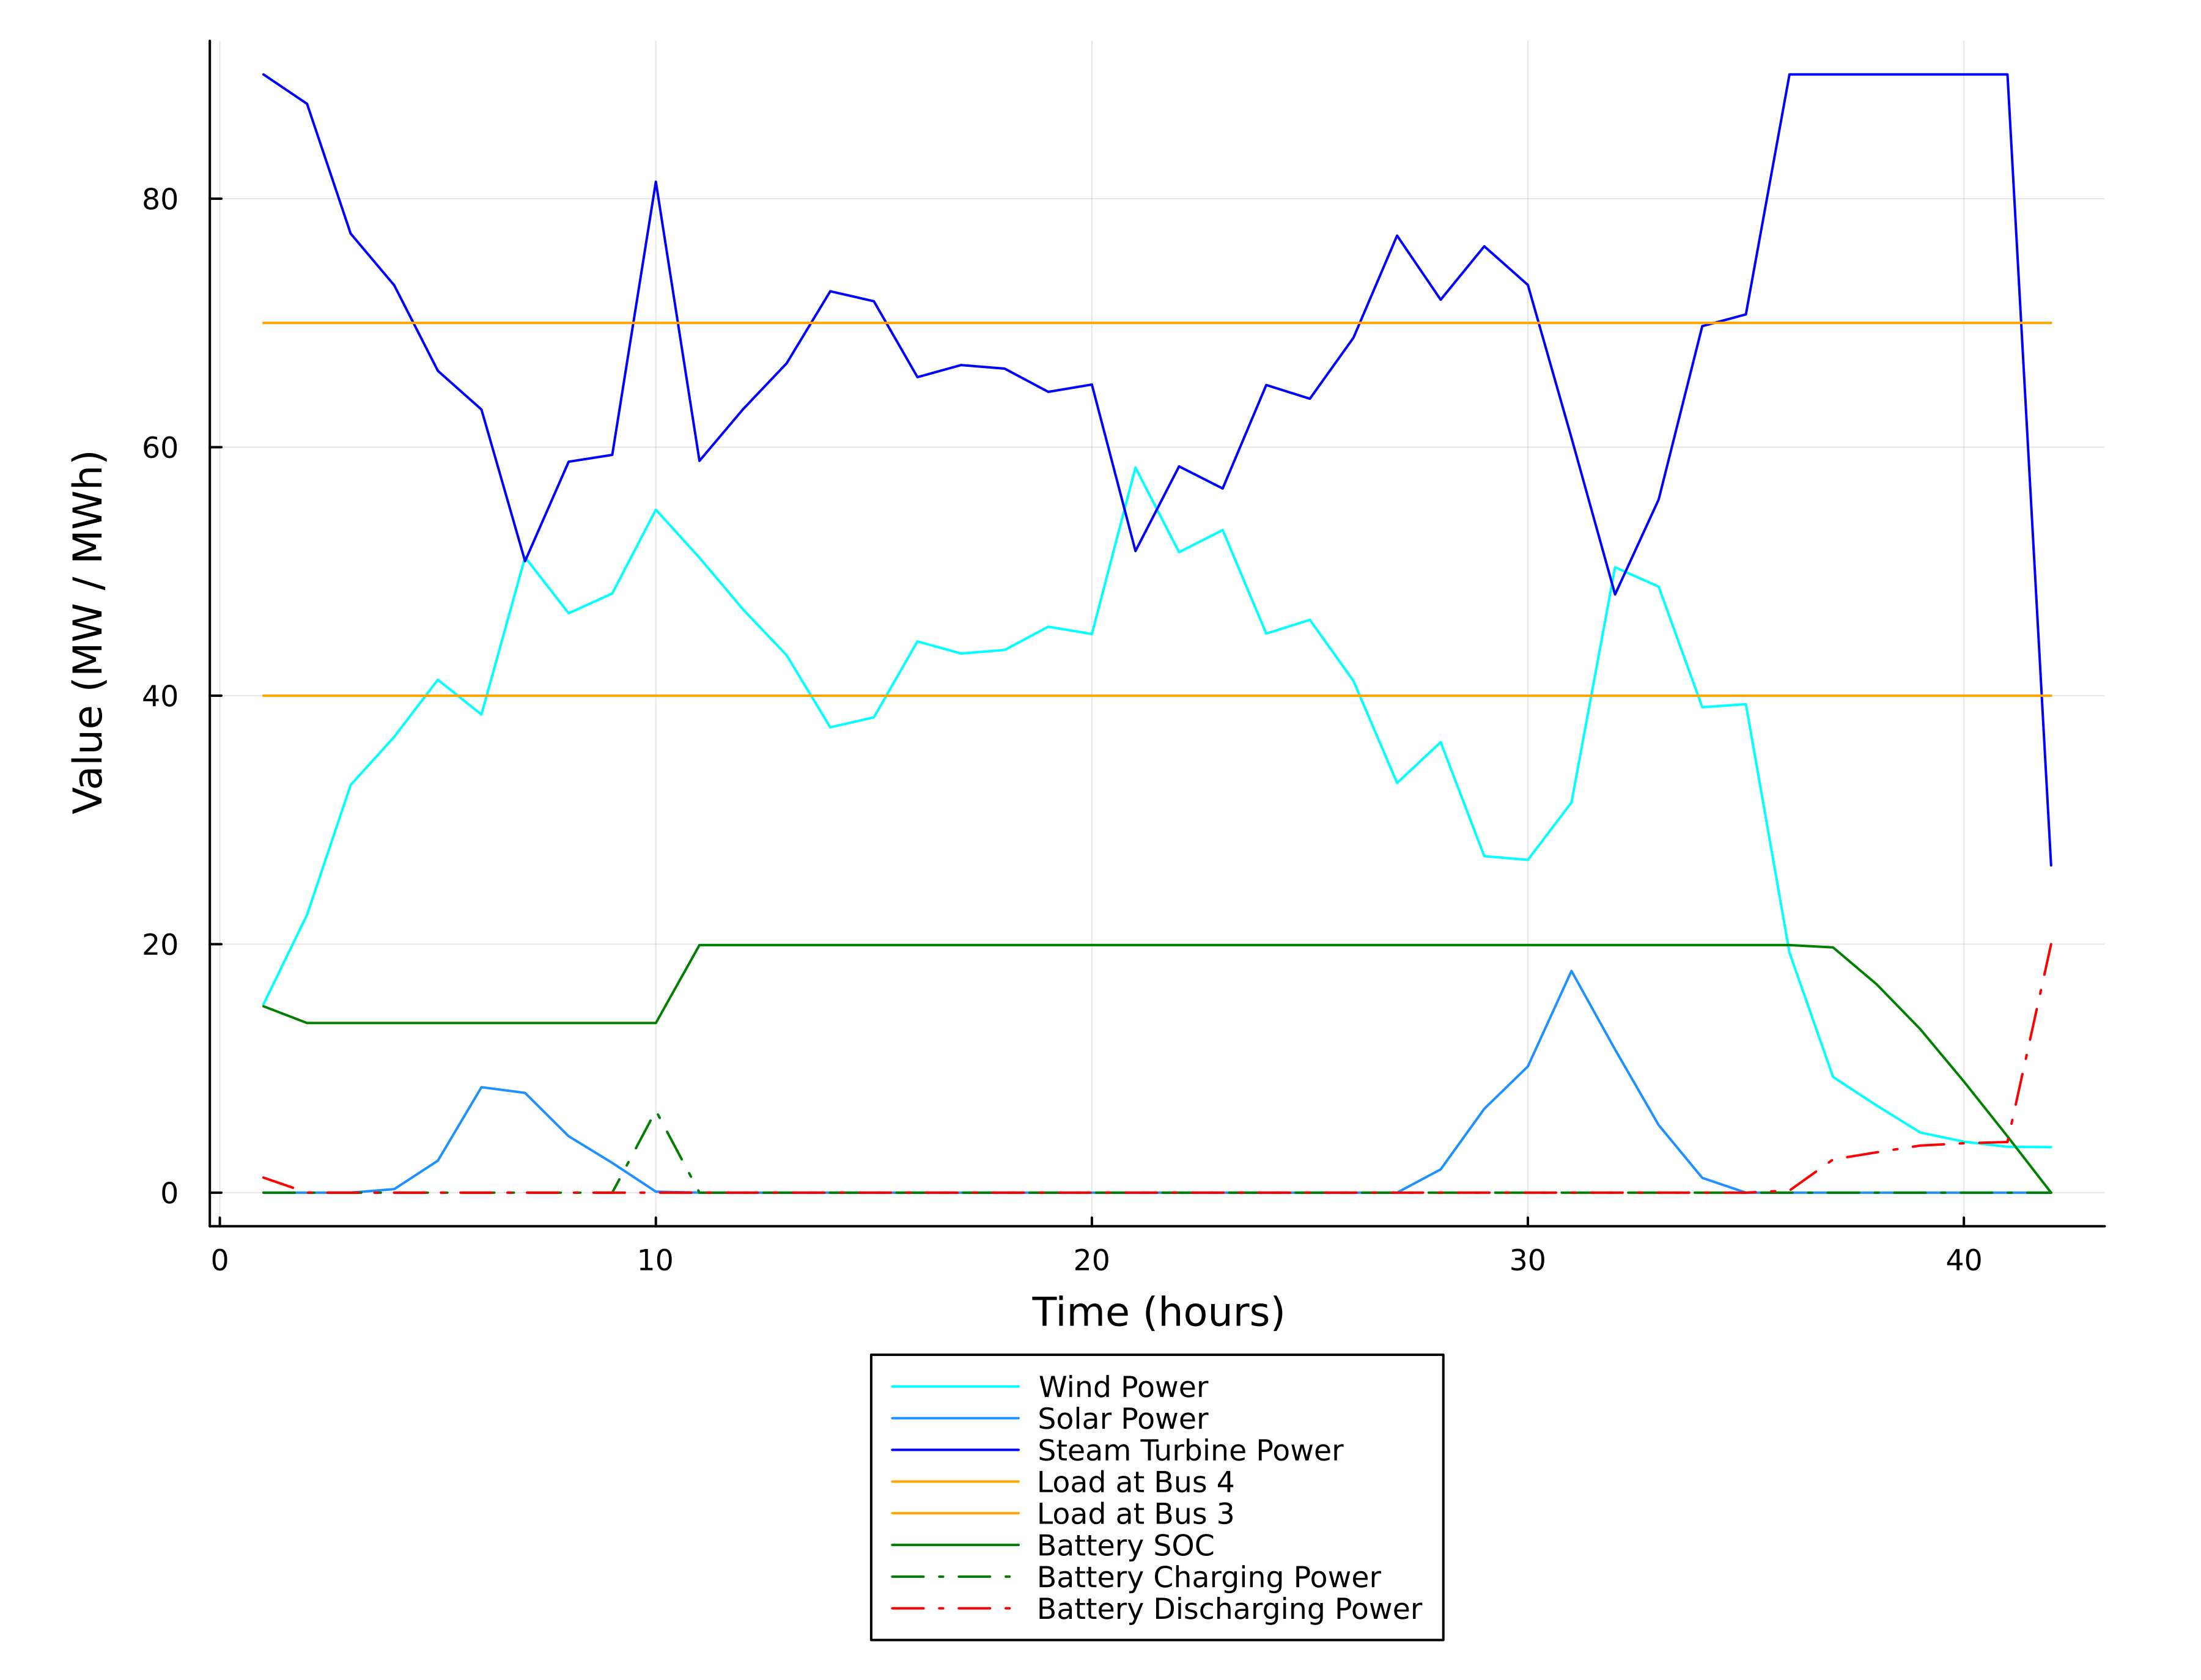 Value (MW / MWh)
80
60
40
20
0
0 10 20 30 40
Time (hours)
Wind Power
Solar Power
Steam Turbine Power
Load at Bus 4
Load at Bus 3
Battery SOC
Battery Charging Power
Battery Discharging Power